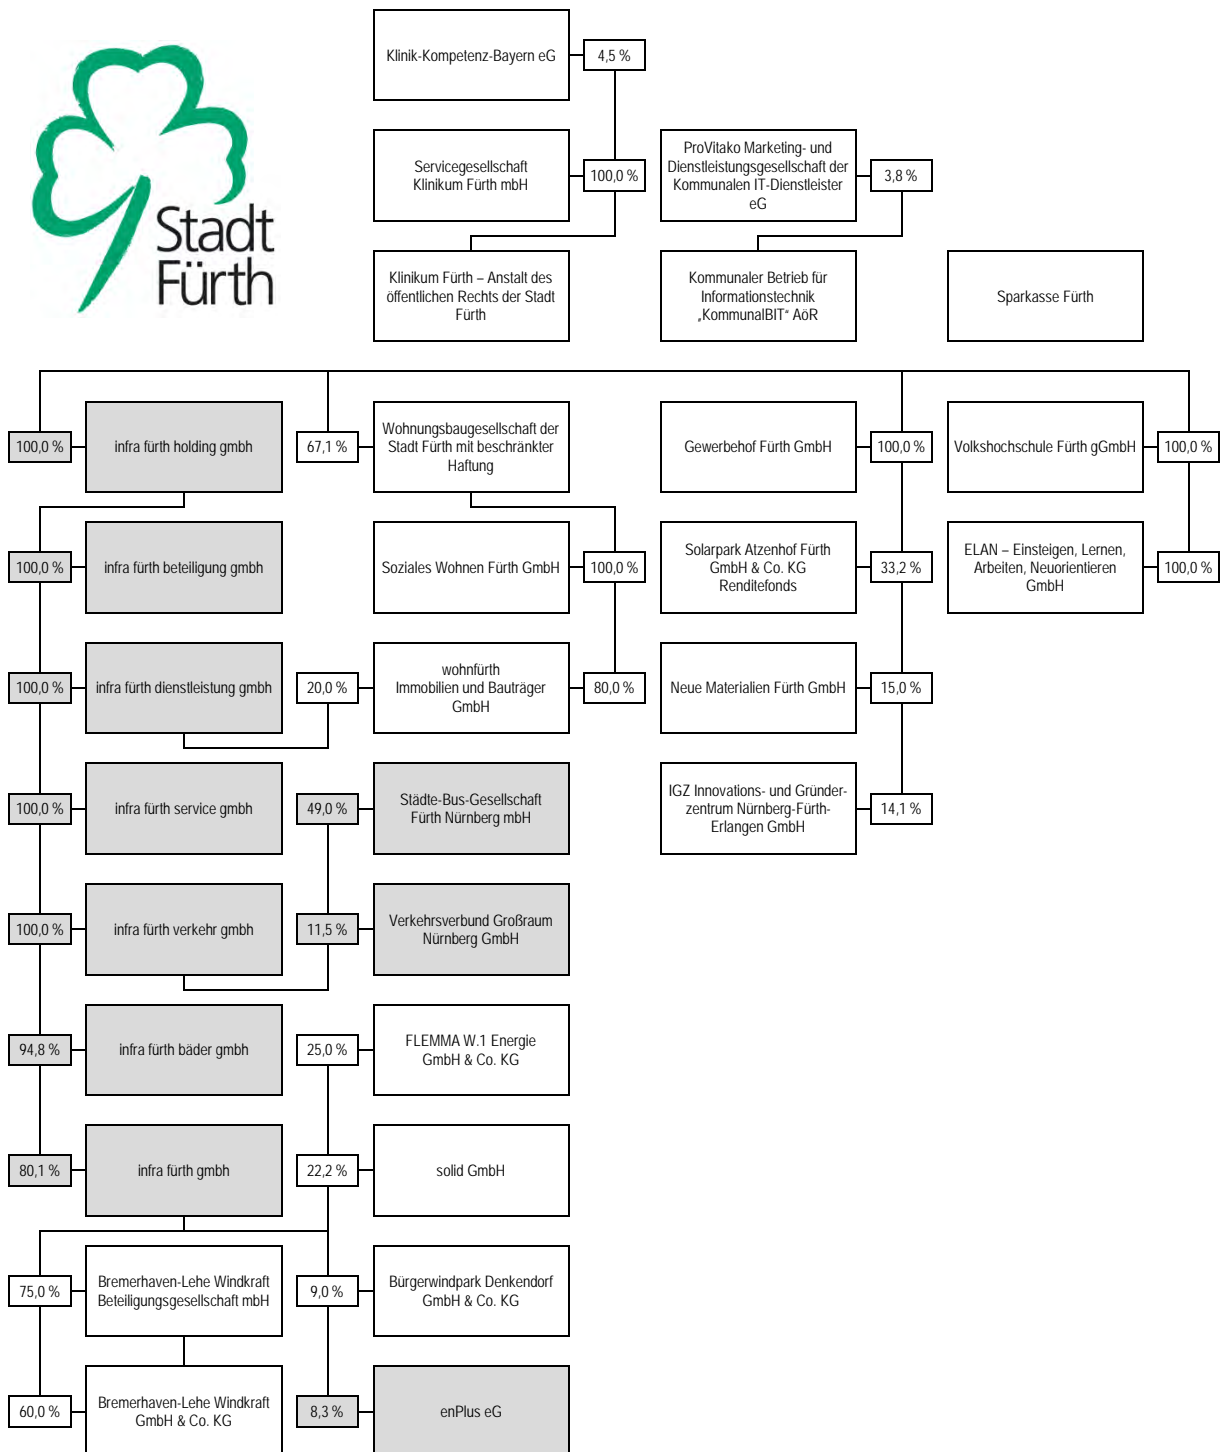 Stadt
Fürth
Klinik-Kompetenz-Bayern eG
4,5 %
Servicegesellschaft
Klinikum Fürth mbH
100,0 %
ProVitako Marketing- und
Dienstleistungsgesellschaft der
Kommunalen IT-Dienstleister
eG
3,8 %
Klinikum Fürth – Anstalt des
öffentlichen Rechts der Stadt
Fürth
Kommunaler Betrieb für
Informationstechnik
„KommunalBIT“ AöR
Sparkasse Fürth
100,0 %
infra fürth holding gmbh
67,1 %
Wohnungsbaugesellschaft der
Stadt Fürth mit beschränkter
Haftung
Gewerbehof Fürth GmbH
100,0 %
Volkshochschule Fürth gGmbH
100,0 %
100,0 %
infra fürth beteiligung gmbh
Soziales Wohnen Fürth GmbH
100,0 %
Solarpark Atzenhof Fürth
GmbH & Co. KG
Renditefonds
33,2 %
ELAN – Einsteigen, Lernen,
Arbeiten, Neuorientieren
GmbH
100,0 %
100,0 %
infra fürth dienstleistung gmbh
20,0 %
wohnfürth
Immobilien und Bauträger
GmbH
80,0 %
Neue Materialien Fürth GmbH
15,0 %
100,0 %
infra fürth service gmbh
49,0 %
Städte-Bus-Gesellschaft
Fürth Nürnberg mbH
IGZ Innovations- und Gründer-
zentrum Nürnberg-Fürth-
Erlangen GmbH
14,1 %
100,0 %
infra fürth verkehr gmbh
11,5 %
Verkehrsverbund Großraum
Nürnberg GmbH
94,8 %
infra fürth bäder gmbh
25,0 %
FLEMMA W.1 Energie
GmbH & Co. KG
80,1 %
infra fürth gmbh
22,2 %
solid GmbH
75,0 %
Bremerhaven-Lehe Windkraft
Beteiligungsgesellschaft mbH
9,0 %
Bürgerwindpark Denkendorf
GmbH & Co. KG
60,0 %
Bremerhaven-Lehe Windkraft
GmbH & Co. KG
8,3 %
enPlus eG